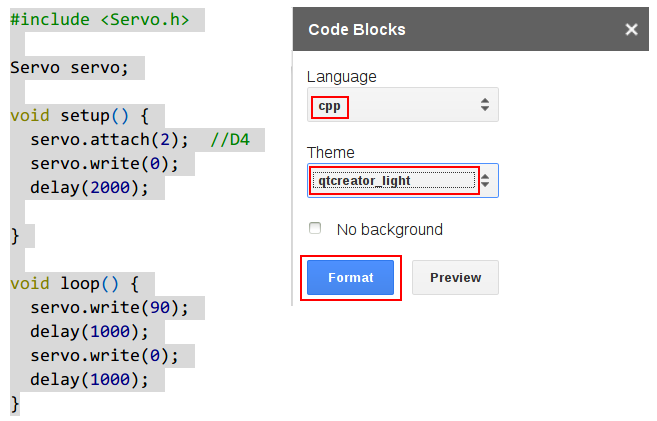 #include <Servo.h>
Servo servo;
void setup() {
servo.attach(2);  //D4
servo.write(0);
delay(2000);
}
void loop() {
servo.write(90);
delay(1000);
servo.write(0);
delay(1000);
}
Code Blocks
Language
cpp
Theme
qtcreator_light
No background
Format
Preview